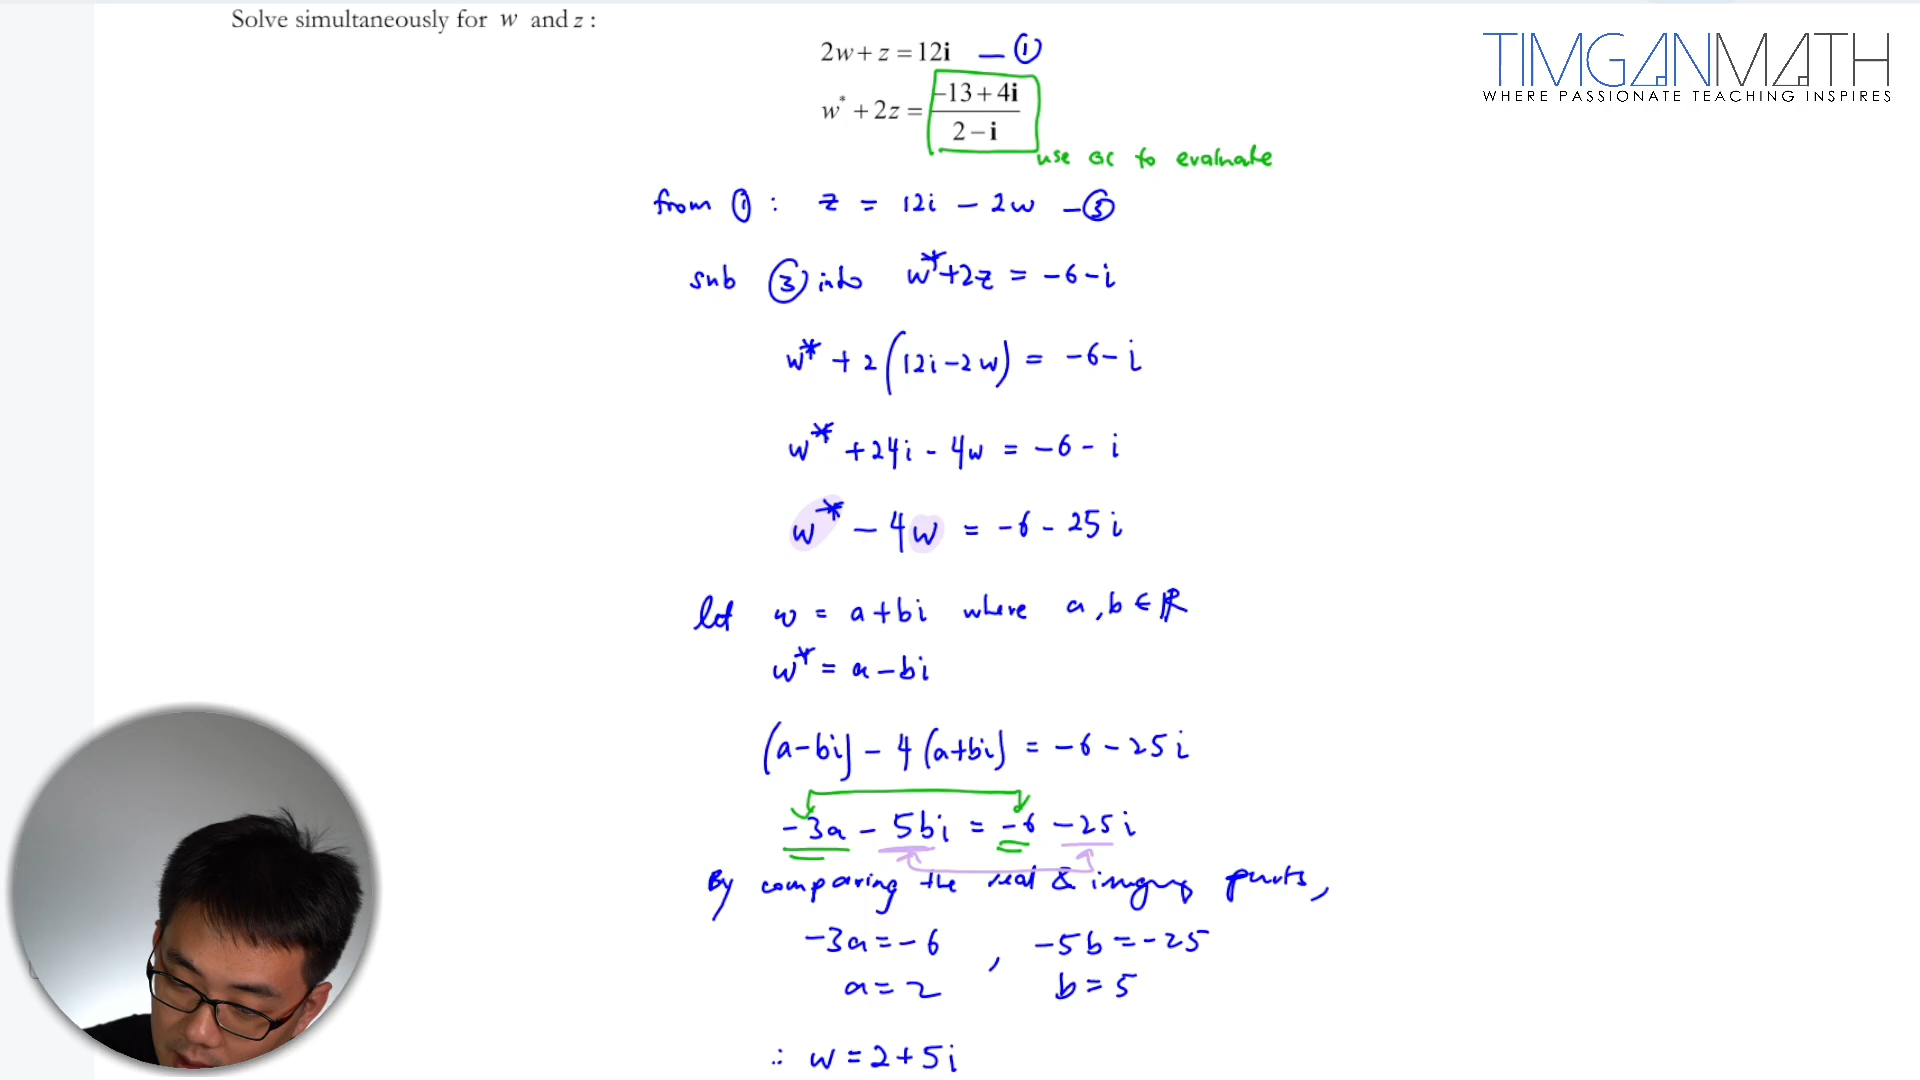 Solve simultaneously for w and z :
TIMGANMATH
WHERE PASSIONATE TEACHING INSPIRES
2w + z = 12i — ①
w* + 2z = (-13 + 4i)/(2 - i)
use GC to evaluate
from ① : z = 12i - 2w - ③
sub ③ into w* + 2z = -6 - i
w* + 2(12i - 2w) = -6 - i
w* + 24i - 4w = -6 - i
w* - 4w = -6 - 25i
let w = a + bi where a, b ∈ ℝ
w* = a - bi
(a - bi) - 4(a + bi) = -6 - 25i
-3a - 5bi = -6 - 25i
By comparing the real & parts,
-3a = -6 , -5b = -25
a = 2 b = 5
∴ w = 2 + 5i